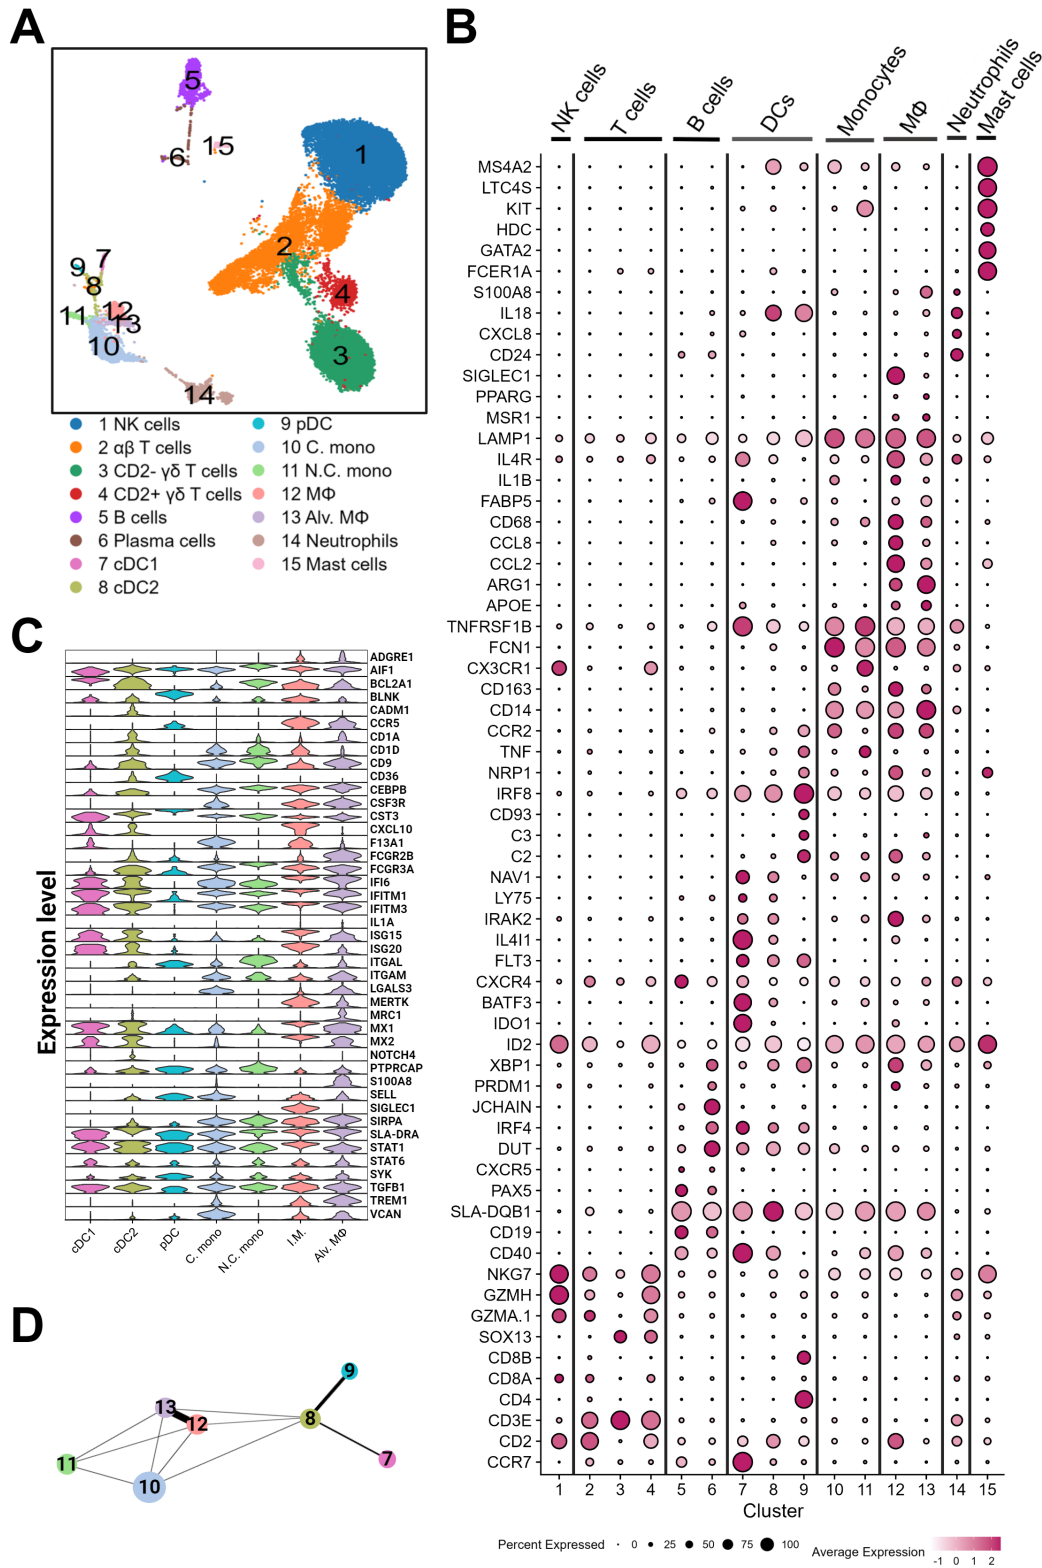 A
B
NK cells
T cells
B cells
DCs
Monocytes
MΦ
Neutrophils
Mast cells
5
6
15
1
2
4
3
9
7
8
11
12
13
10
14
1 NK cells
2 αβ T cells
3 CD2- γδ T cells
4 CD2+ γδ T cells
5 B cells
6 Plasma cells
7 cDC1
8 cDC2
9 pDC
10 C. mono
11 N.C. mono
12 MΦ
13 Alv. MΦ
14 Neutrophils
15 Mast cells
MS4A2
LTC4S
KIT
HDC
GATA2
FCER1A
S100A8
IL18
CXCL8
CD24
SIGLEC1
PPARG
MSR1
LAMP1
IL4R
IL1B
FABP5
CD68
CCL8
CCL2
ARG1
APOE
TNFRSF1B
FCN1
CX3CR1
CD163
CD14
CCR2
TNF
NRP1
IRF8
CD93
C3
C2
NAV1
LY75
IRAK2
IL4I1
FLT3
CXCR4
BATF3
IDO1
ID2
XBP1
PRDM1
JCHAIN
IRF4
DUT
CXCR5
PAX5
SLA-DQB1
CD19
CD40
NKG7
GZMH
GZMA.1
SOX13
CD8B
CD8A
CD4
CD3E
CD2
CCR7
1 2 3 4 5 6 7 8 9 10 11 12 13 14 15
Cluster
Percent Expressed 0 25 50 75 100
Average Expression -1 0 1 2
C
Expression level
ADGRE1
AIF1
BCL2A1
BLNK
CADM1
CCR5
CD1A
CD1D
CD9
CD36
CEBPB
CSF3R
CST3
CXCL10
F13A1
FCGR2B
FCGR3A
IFI6
IFITM1
IFITM3
IL1A
ISG15
ISG20
ITGAL
ITGAM
LGALS3
MERTK
MRC1
MX1
MX2
NOTCH4
PTPRCAP
S100A8
SELL
SIGLEC1
SIRPA
SLA-DRA
STAT1
STAT6
SYK
TGFB1
TREM1
VCAN
cDC1
cDC2
pDC
C. mono
N.C. mono
I.M.
Alv. MΦ
D
9
13
12
8
11
7
10